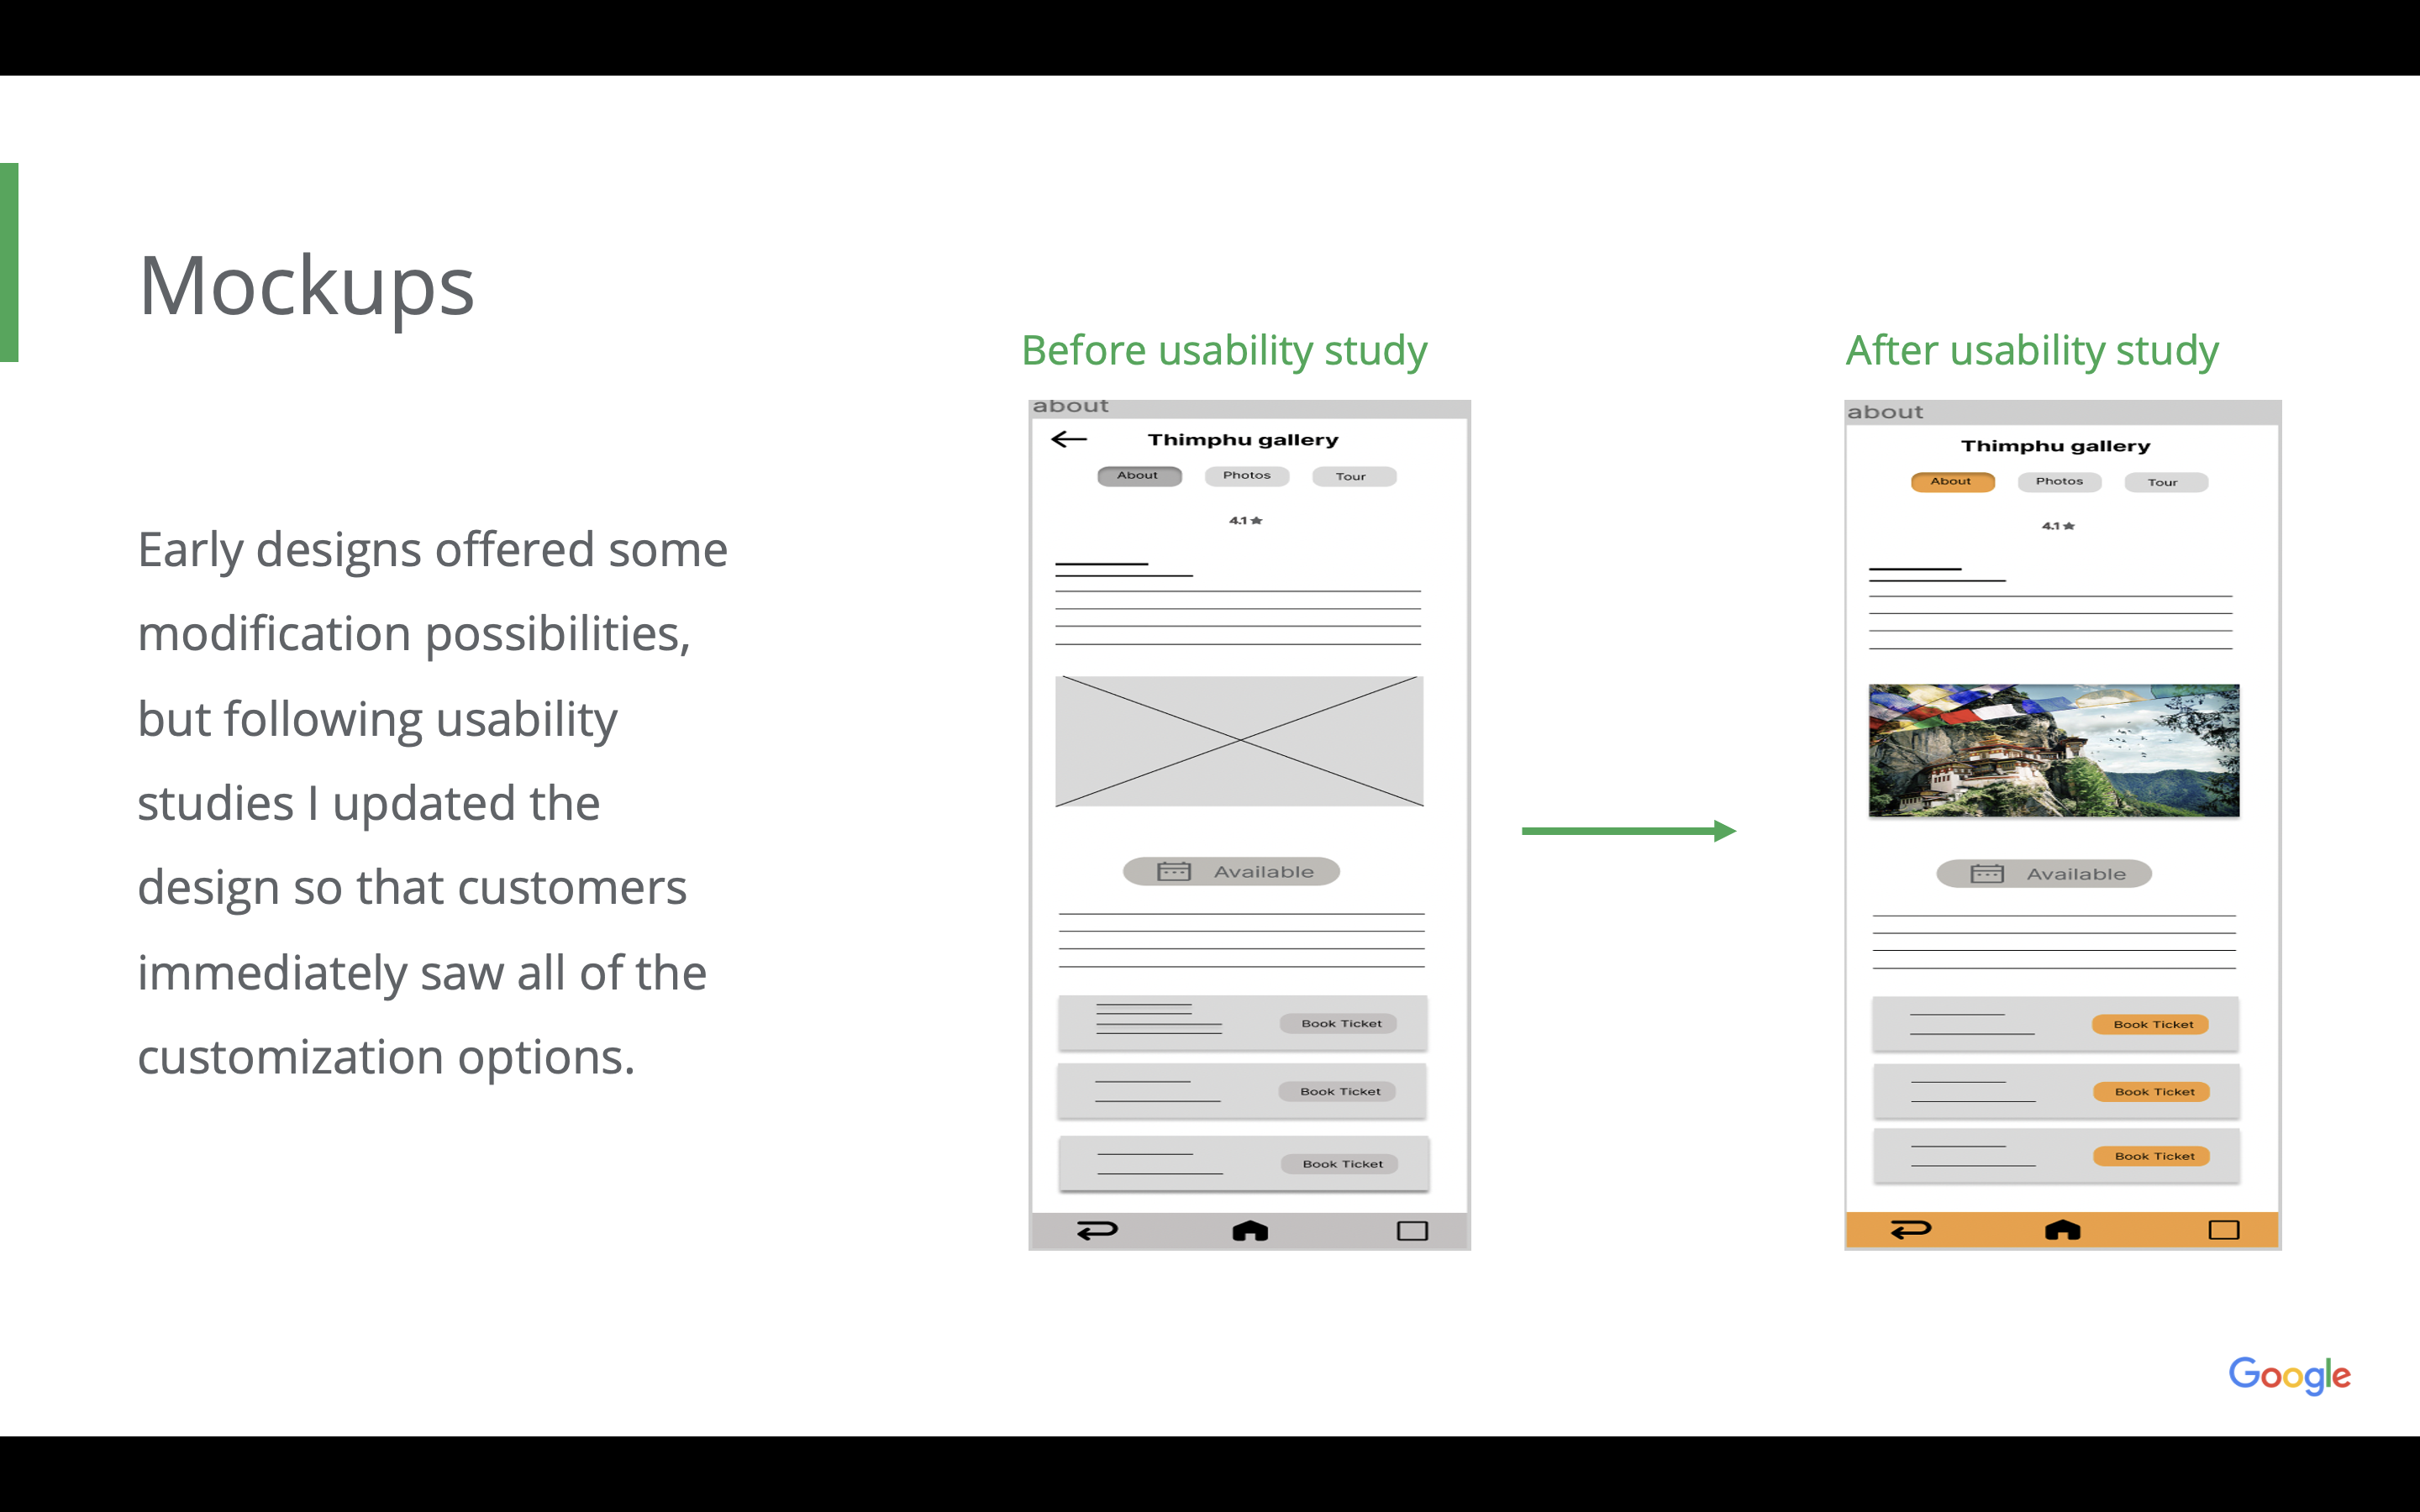 Mockups
Early designs offered some
modification possibilities,
but following usability
studies I updated the
design so that customers
immediately saw all of the
customization options.
Before usability study
about
Thimphu gallery
About Photos Tour
4.1★
Available
Book Ticket
Book Ticket
Book Ticket
After usability study
about
Thimphu gallery
About Photos Tour
4.1★
Available
Book Ticket
Book Ticket
Book Ticket
Google